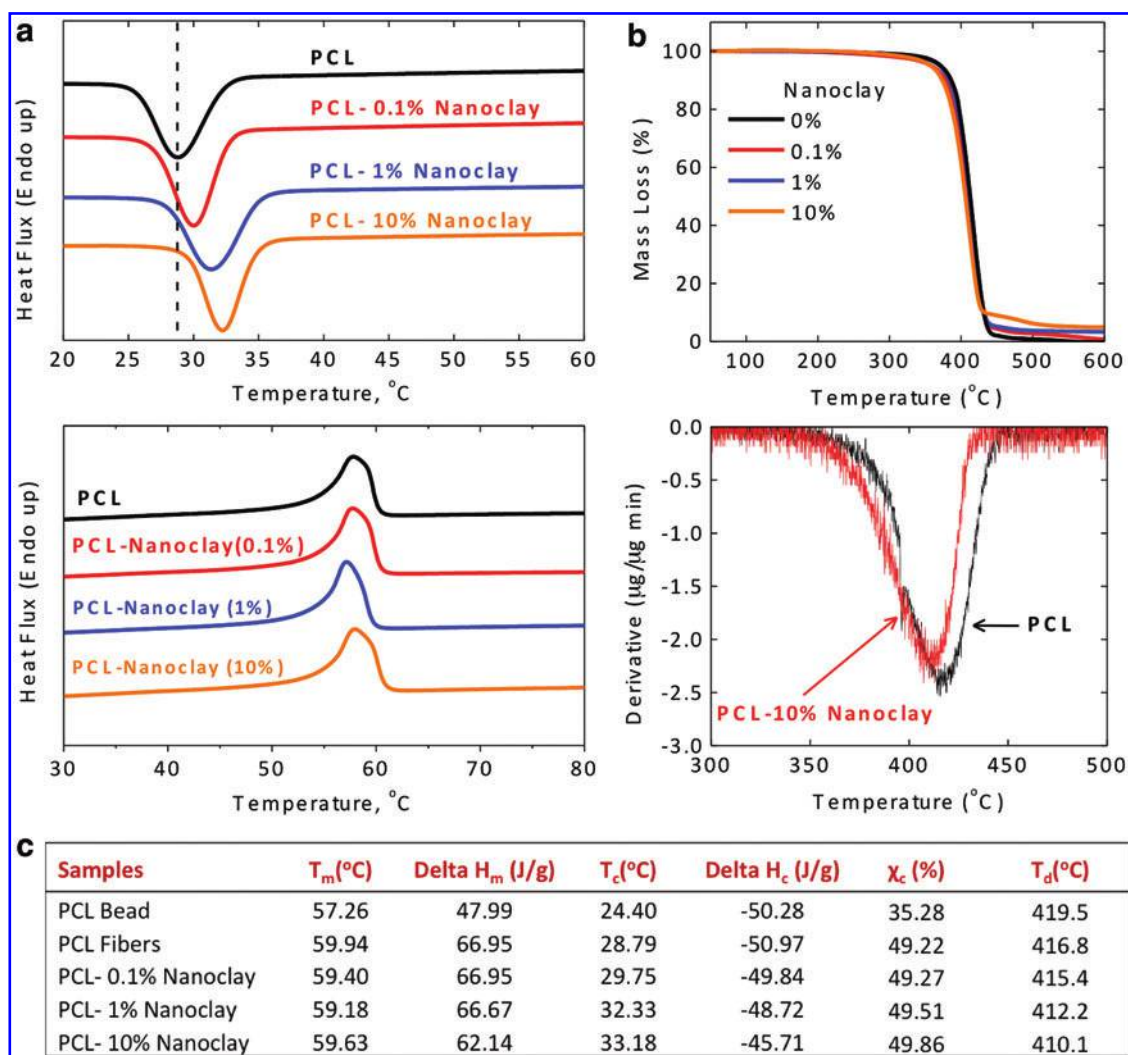 a
PCL
PCL- 0.1% Nanoclay
PCL- 1% Nanoclay
PCL- 10% Nanoclay
Heat Flux (Endo up)
20 25 30 35 40 45 50 55 60
Temperature, °C
b
Nanoclay
0%
0.1%
1%
10%
Mass Loss (%)
100
80
60
40
20
0
100 200 300 400 500 600
Temperature (°C)
PCL
PCL-Nanoclay(0.1%)
PCL-Nanoclay (1%)
PCL-Nanoclay (10%)
Heat Flux (Endo up)
30 40 50 60 70 80
Temperature, °C
0.0
-0.5
-1.0
-1.5
-2.0
-2.5
-3.0
Derivative (µg/µg min)
PCL
PCL-10% Nanoclay
300 350 400 450 500
Temperature (°C)
c
Samples Tm(°C) Delta Hm (J/g) Tc(°C) Delta Hc (J/g) χc (%) Td(°C)
PCL Bead 57.26 47.99 24.40 -50.28 35.28 419.5
PCL Fibers 59.94 66.95 28.79 -50.97 49.22 416.8
PCL- 0.1% Nanoclay 59.40 66.95 29.75 -49.84 49.27 415.4
PCL- 1% Nanoclay 59.18 66.67 32.33 -48.72 49.51 412.2
PCL- 10% Nanoclay 59.63 62.14 33.18 -45.71 49.86 410.1